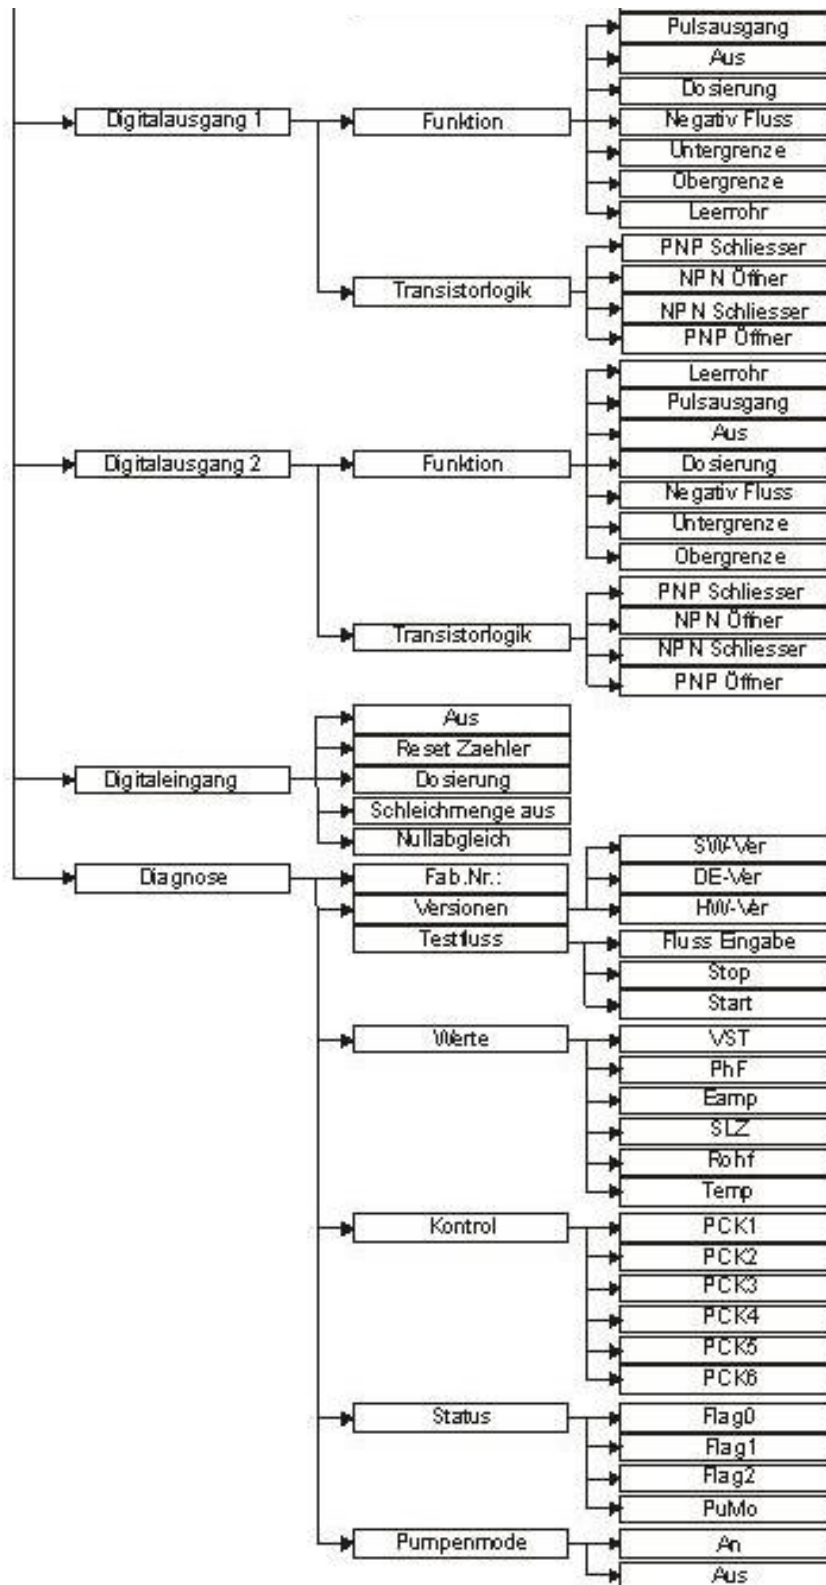 Pulsausgang
Aus
Dosierung
Digitalausgang 1
Funktion
Negativ Fluss
Untergrenze
Obergrenze
Leerrohr
PNP Schliesser
Transistorlogik
NPN Öffner
NPN Schliesser
PNP Öffner
Leerrohr
Pulsausgang
Aus
Digitalausgang 2
Funktion
Dosierung
Negativ Fluss
Untergrenze
Obergrenze
PNP Schliesser
Transistorlogik
NPN Öffner
NPN Schliesser
PNP Öffner
Aus
Reset Zaehler
Digitaleingang
Dosierung
Schleichmenge aus
Nullabgleich
SW-Ver
Diagnose
Fab.Nr.:
DE-Ver
Versionen
HW-Ver
Testfluss
Fluss Eingabe
Stop
Start
Werte
VST
PhF
Eamp
SLZ
Rohf
Temp
Kontrol
PCK1
PCK2
PCK3
PCK4
PCK5
PCK6
Status
Flag0
Flag1
Flag2
PuMo
Pumpenmode
An
Aus